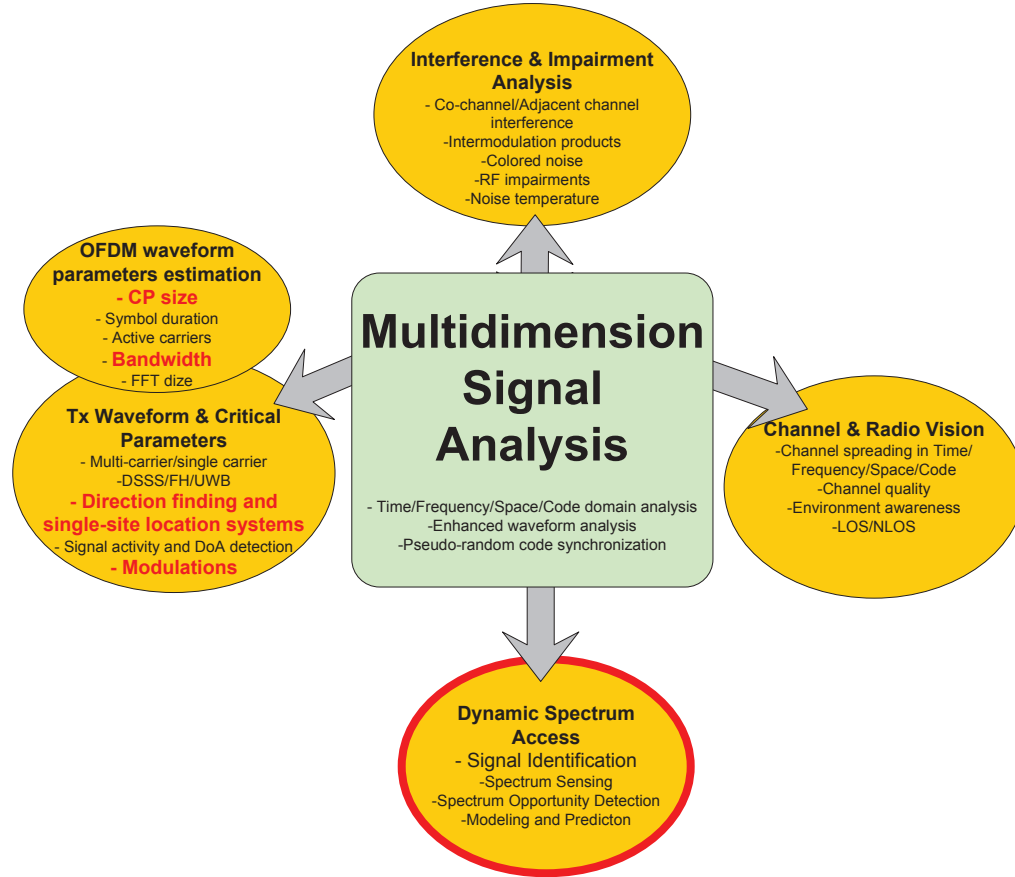 Interference & Impairment
Analysis
- Co-channel/Adjacent channel
interference
-Intermodulation products
-Colored noise
-RF impairments
-Noise temperature
OFDM waveform
parameters estimation
- CP size
- Symbol duration
- Active carriers
- Bandwidth
- FFT dize
Tx Waveform & Critical
Parameters
- Multi-carrier/single carrier
-DSSS/FH/UWB
- Direction finding and
single-site location systems
- Signal activity and DoA detection
- Modulations
Multidimension
Signal
Analysis
- Time/Frequency/Space/Code domain analysis
-Enhanced waveform analysis
-Pseudo-random code synchronization
Channel & Radio Vision
-Channel spreading in Time/
Frequency/Space/Code
-Channel quality
-Environment awareness
-LOS/NLOS
Dynamic Spectrum
Access
- Signal Identification
-Spectrum Sensing
-Spectrum Opportunity Detection
-Modeling and Predicton